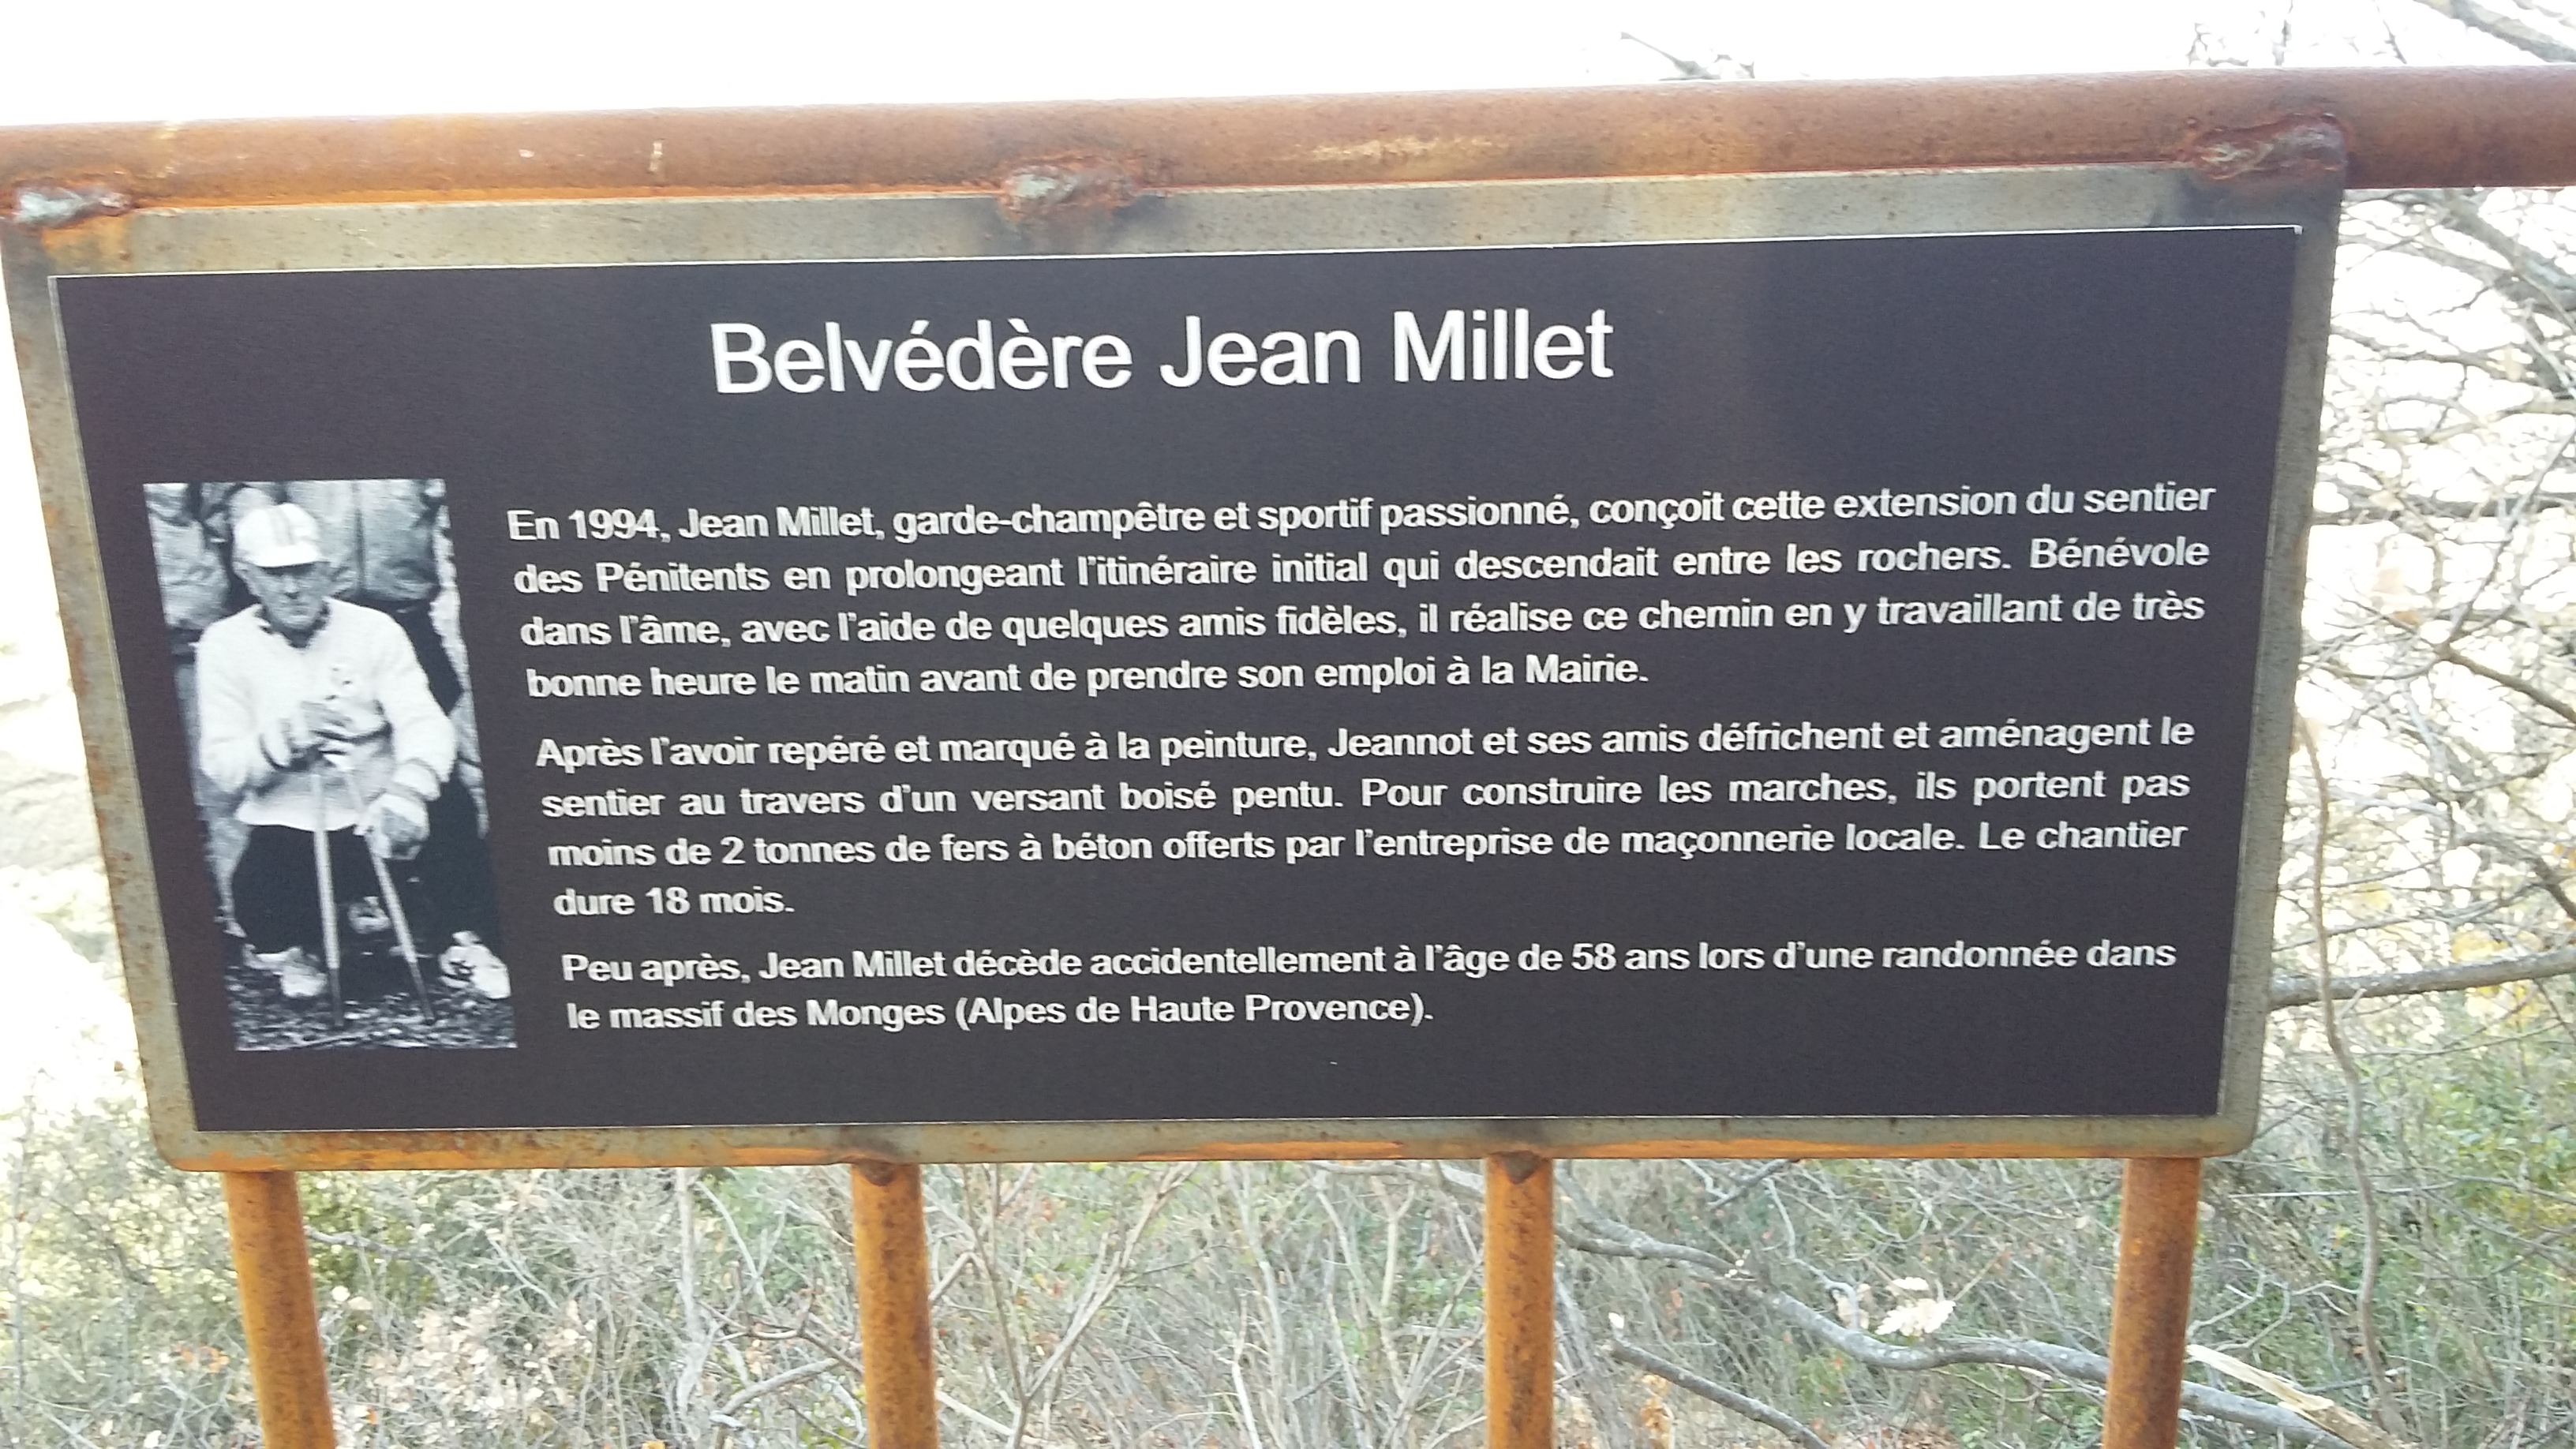 Belvédère Jean Millet
En 1994, Jean Millet, garde-champêtre et sportif passionné, conçoit cette extension du sentier
des Pénitents en prolongeant l'itinéraire initial qui descendait entre les rochers. Bénévole
dans l'âme, avec l'aide de quelques amis fidèles, il réalise ce chemin en y travaillant de très
bonne heure le matin avant de prendre son emploi à la Mairie.
Après l'avoir repéré et marqué à la peinture, Jeannot et ses amis défrichent et aménagent le
sentier au travers d'un versant boisé pentu. Pour construire les marches, ils portent pas
moins de 2 tonnes de fers à béton offerts par l'entreprise de maçonnerie locale. Le chantier
dure 18 mois.
Peu après, Jean Millet décède accidentellement à l'âge de 58 ans lors d'une randonnée dans
le massif des Monges (Alpes de Haute Provence).